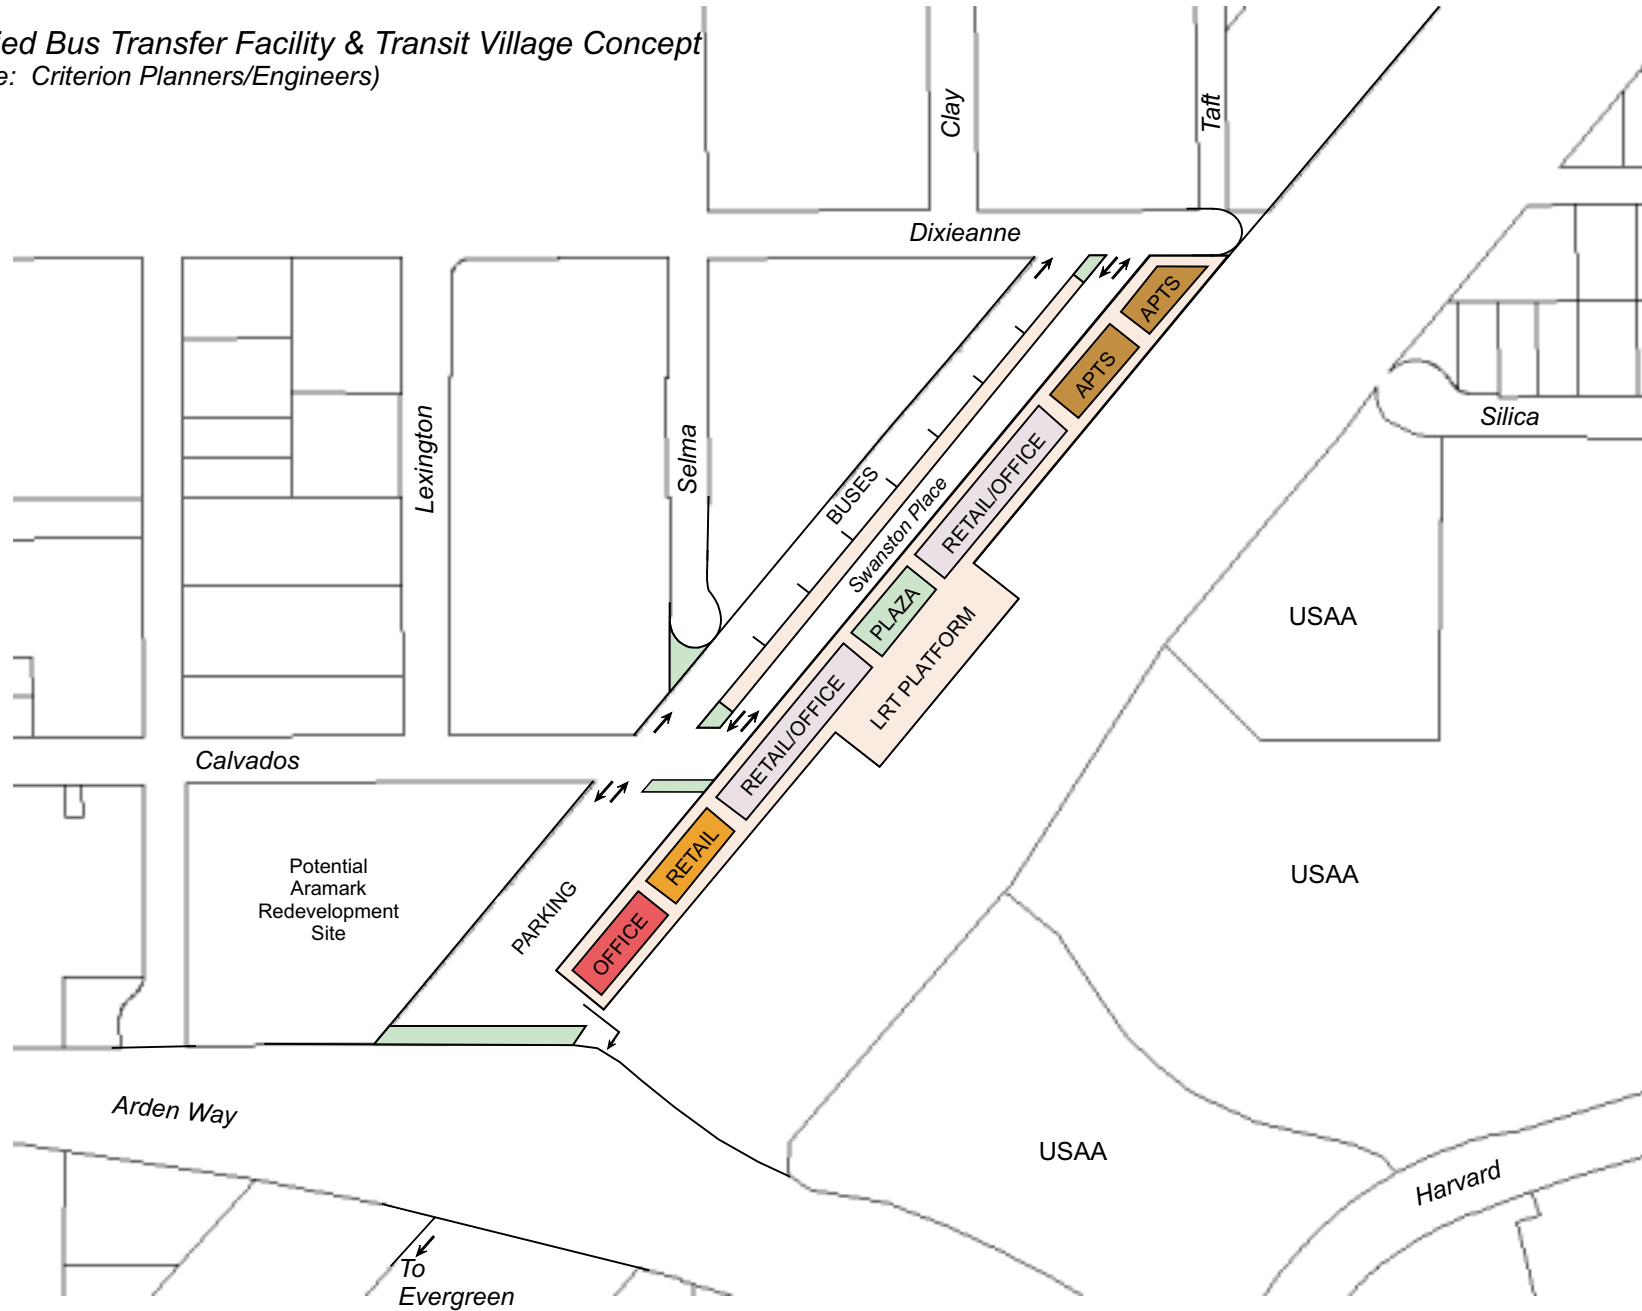 ied Bus Transfer Facility & Transit Village Concept
e: Criterion Planners/Engineers)
Clay
Taft
Dixieanne
APTS
APTS
Silica
Lexington
Selma
BUSES
Swanston Place
RETAIL/OFFICE
PLAZA
LRT PLATFORM
USAA
RETAIL/OFFICE
Calvados
RETAIL
USAA
Potential
Aramark
Redevelopment
Site
PARKING
OFFICE
Arden Way
USAA
Harvard
To
Evergreen